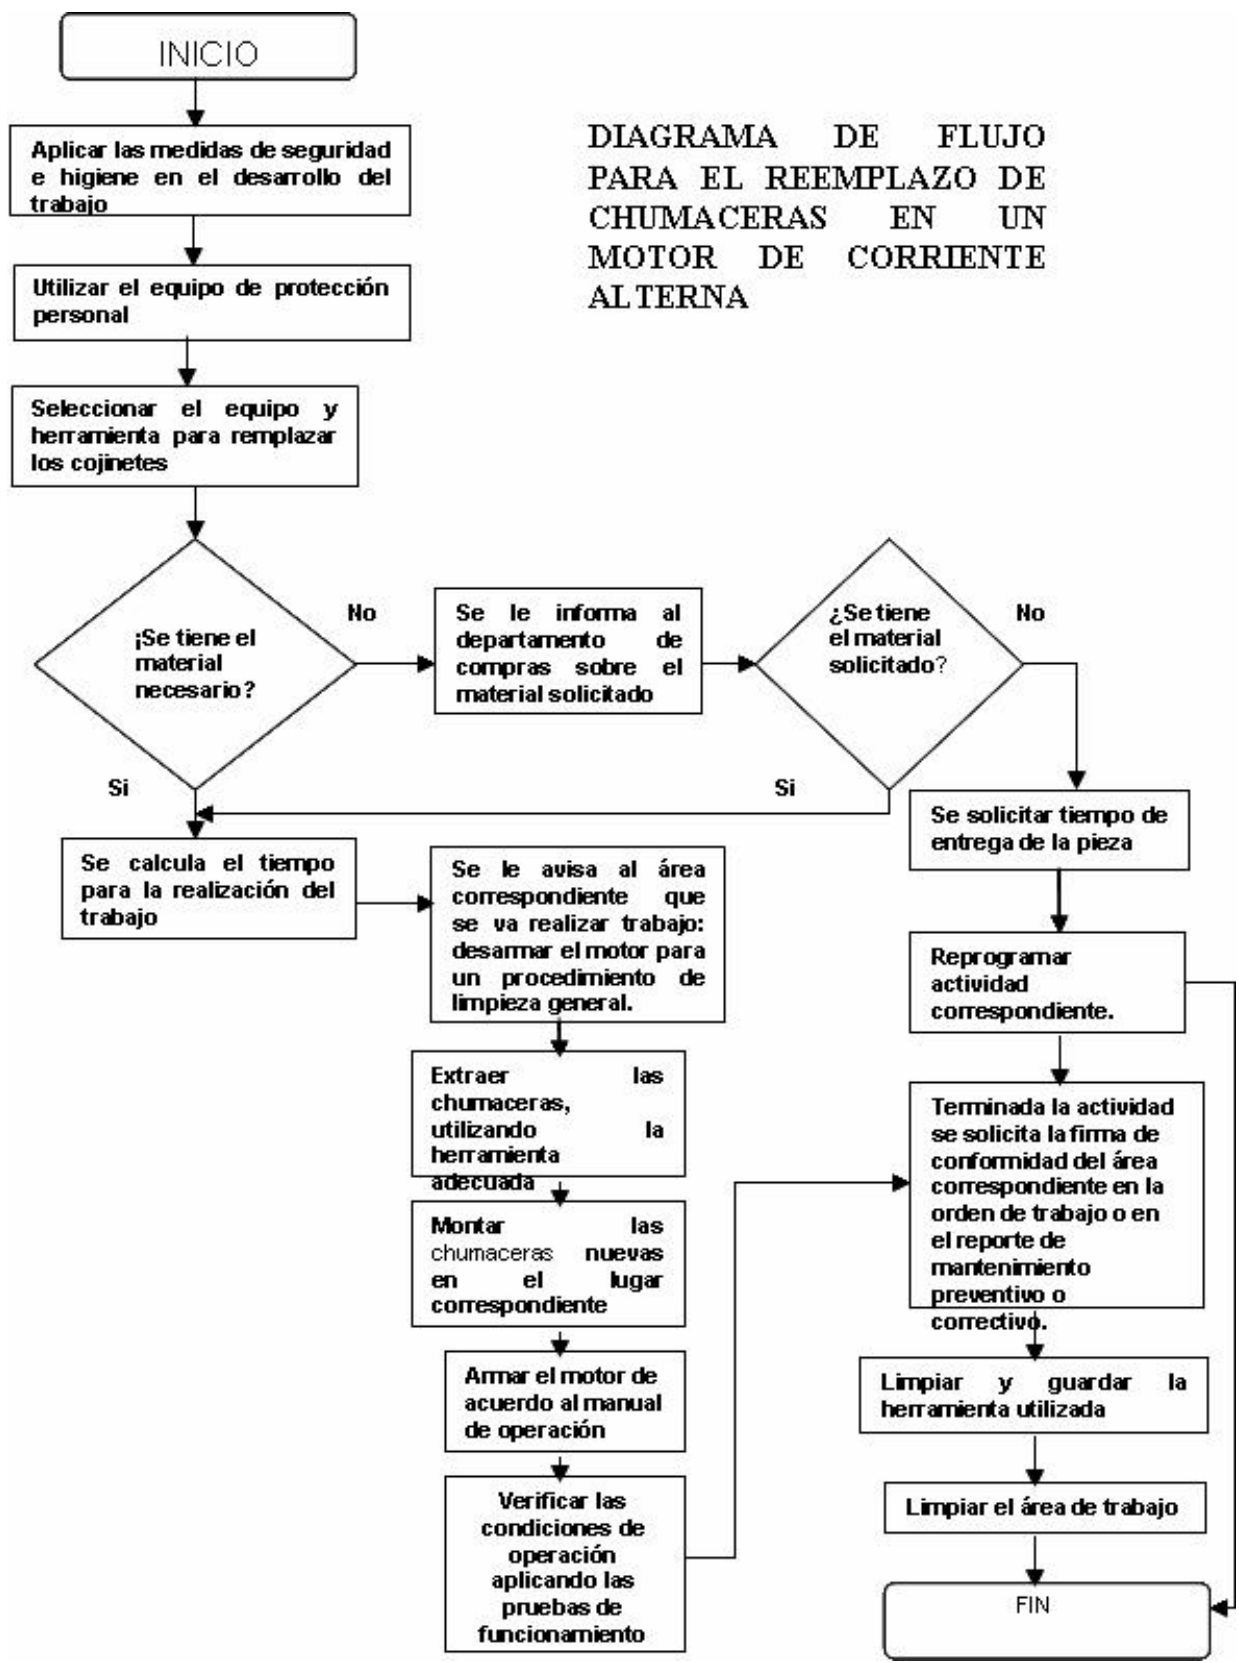 INICIO
DIAGRAMA DE FLUJO
PARA EL REEMPLAZO DE
CHUMACERAS EN UN
MOTOR DE CORRIENTE
ALTERNA
Aplicar las medidas de seguridad
e higiene en el desarrollo del
trabajo
Utilizar el equipo de protección
personal
Seleccionar el equipo y
herramienta para remplazar
los cojinetes
¡Se tiene el
material
necesario?
No
Se le informa al
departamento de
compras sobre el
material solicitado
¿Se tiene
el material
solicitado?
No
Si
Si
Se solicitar tiempo de
entrega de la pieza
Se calcula el tiempo
para la realización del
trabajo
Se le avisa al área
correspondiente que
se va realizar trabajo:
desarmar el motor para
un procedimiento de
limpieza general.
Reprogramar
actividad
correspondiente.
Extraer las
chumaceras,
utilizando la
herramienta
adecuada
Montar las
chumaceras nuevas
en el lugar
correspondiente
Armar el motor de
acuerdo al manual
de operación
Verificar las
condiciones de
operación
aplicando las
pruebas de
funcionamiento
Terminada la actividad
se solicita la firma de
conformidad del área
correspondiente en la
orden de trabajo o en
el reporte de
mantenimiento
preventivo o
correctivo.
Limpiar y guardar la
herramienta utilizada
Limpiar el área de trabajo
FIN